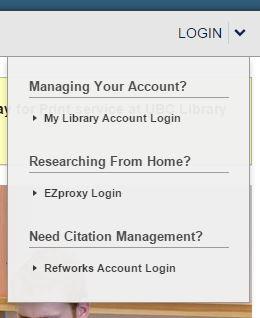 LOGIN
Managing Your Account?
My Library Account Login
ay for Print service at UBC Library
Researching From Home?
EZproxy Login
Need Citation Management?
Refworks Account Login